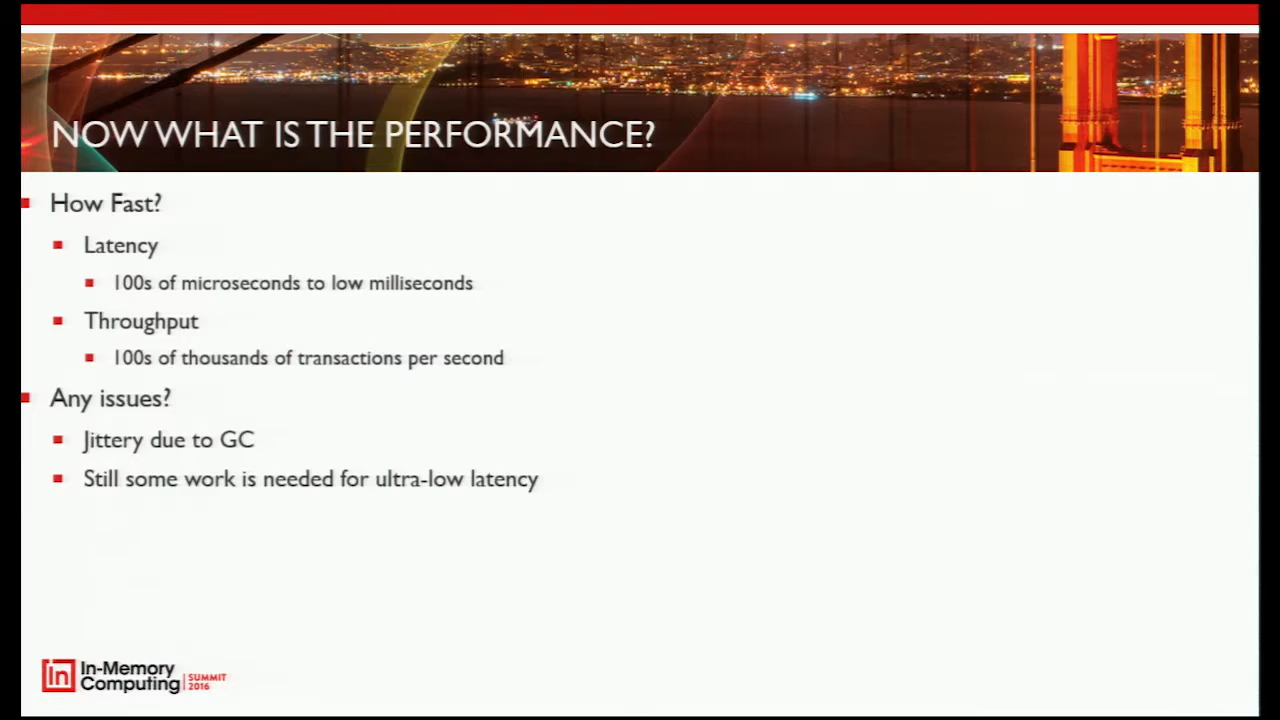 NOW WHAT IS THE PERFORMANCE?
How Fast?
Latency
100s of microseconds to low milliseconds
Throughput
100s of thousands of transactions per second
Any issues?
Jittery due to GC
Still some work is needed for ultra-low latency
In In-Memory
Computing SUMMIT
2016